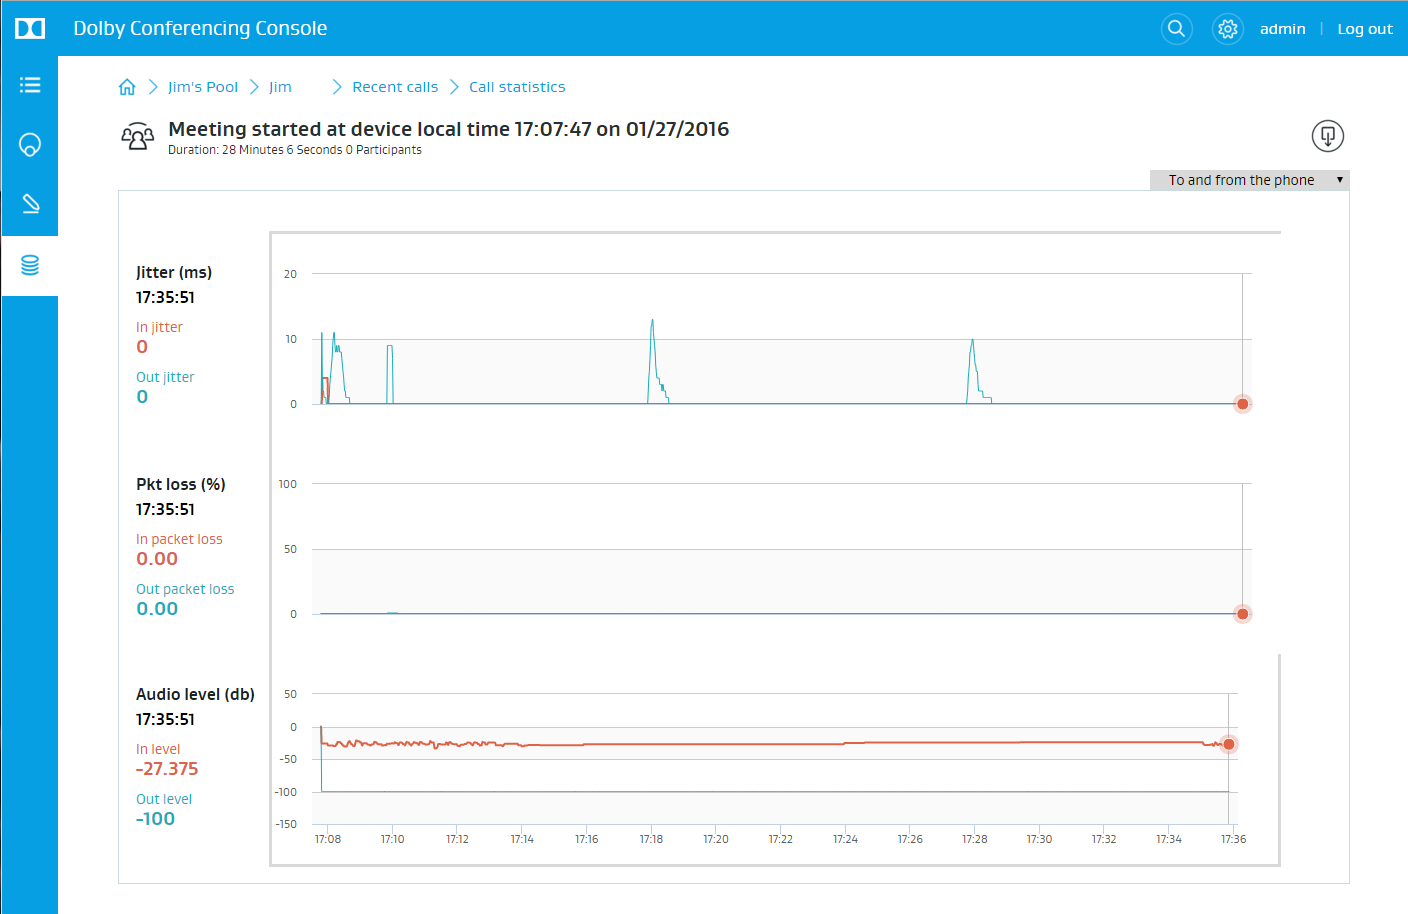 Dolby Conferencing Console
admin | Log out
Jim's Pool > Jim > Recent calls > Call statistics
Meeting started at device local time 17:07:47 on 01/27/2016
Duration: 28 Minutes 6 Seconds 0 Participants
To and from the phone
Jitter (ms)
17:35:51
In jitter
0
Out jitter
0
20
10
0
Pkt loss (%)
17:35:51
In packet loss
0.00
Out packet loss
0.00
100
50
0
Audio level (db)
17:35:51
In level
-27.375
Out level
-100
50
0
-50
-100
-150
17:08 17:10 17:12 17:14 17:16 17:18 17:20 17:22 17:24 17:26 17:28 17:30 17:32 17:34 17:36